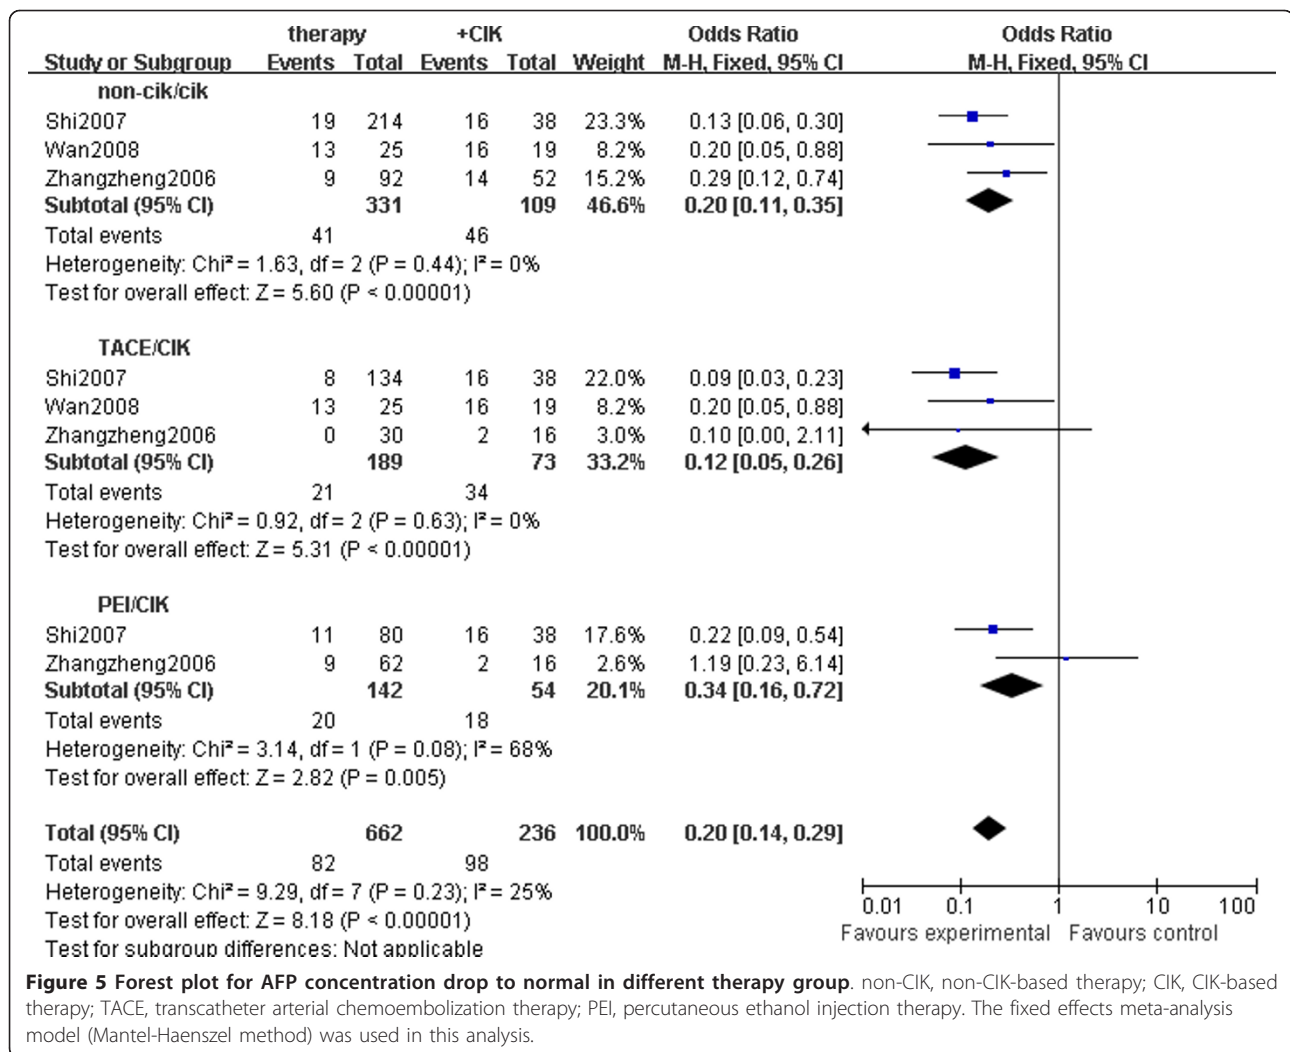 therapy +CIK Odds Ratio Odds Ratio
Study or Subgroup Events Total Events Total Weight M-H, Fixed, 95% CI M-H, Fixed, 95% CI
non-cik/cik
Shi2007 19 214 16 38 23.3% 0.13 [0.06, 0.30]
Wan2008 13 25 16 19 8.2% 0.20 [0.05, 0.88]
Zhangzheng2006 9 92 14 52 15.2% 0.29 [0.12, 0.74]
Subtotal (95% CI) 331 109 46.6% 0.20 [0.11, 0.35]
Total events 41 46
Heterogeneity: Chi² = 1.63, df = 2 (P = 0.44); I² = 0%
Test for overall effect: Z = 5.60 (P < 0.00001)
TACE/CIK
Shi2007 8 134 16 38 22.0% 0.09 [0.03, 0.23]
Wan2008 13 25 16 19 8.2% 0.20 [0.05, 0.88]
Zhangzheng2006 0 30 2 16 3.0% 0.10 [0.00, 2.11]
Subtotal (95% CI) 189 73 33.2% 0.12 [0.05, 0.26]
Total events 21 34
Heterogeneity: Chi² = 0.92, df = 2 (P = 0.63); I² = 0%
Test for overall effect: Z = 5.31 (P < 0.00001)
PEI/CIK
Shi2007 11 80 16 38 17.6% 0.22 [0.09, 0.54]
Zhangzheng2006 9 62 2 16 2.6% 1.19 [0.23, 6.14]
Subtotal (95% CI) 142 54 20.1% 0.34 [0.16, 0.72]
Total events 20 18
Heterogeneity: Chi² = 3.14, df = 1 (P = 0.08); I² = 68%
Test for overall effect: Z = 2.82 (P = 0.005)
Total (95% CI) 662 236 100.0% 0.20 [0.14, 0.29]
Total events 82 98
Heterogeneity: Chi² = 9.29, df = 7 (P = 0.23); I² = 25%
Test for overall effect: Z = 8.18 (P < 0.00001)
Test for subgroup differences: Not applicable
0.01 0.1 1 10 100
Favours experimental Favours control
Figure 5 Forest plot for AFP concentration drop to normal in different therapy group. non-CIK, non-CIK-based therapy; CIK, CIK-based
therapy; TACE, transcatheter arterial chemoembolization therapy; PEI, percutaneous ethanol injection therapy. The fixed effects meta-analysis
model (Mantel-Haenszel method) was used in this analysis.